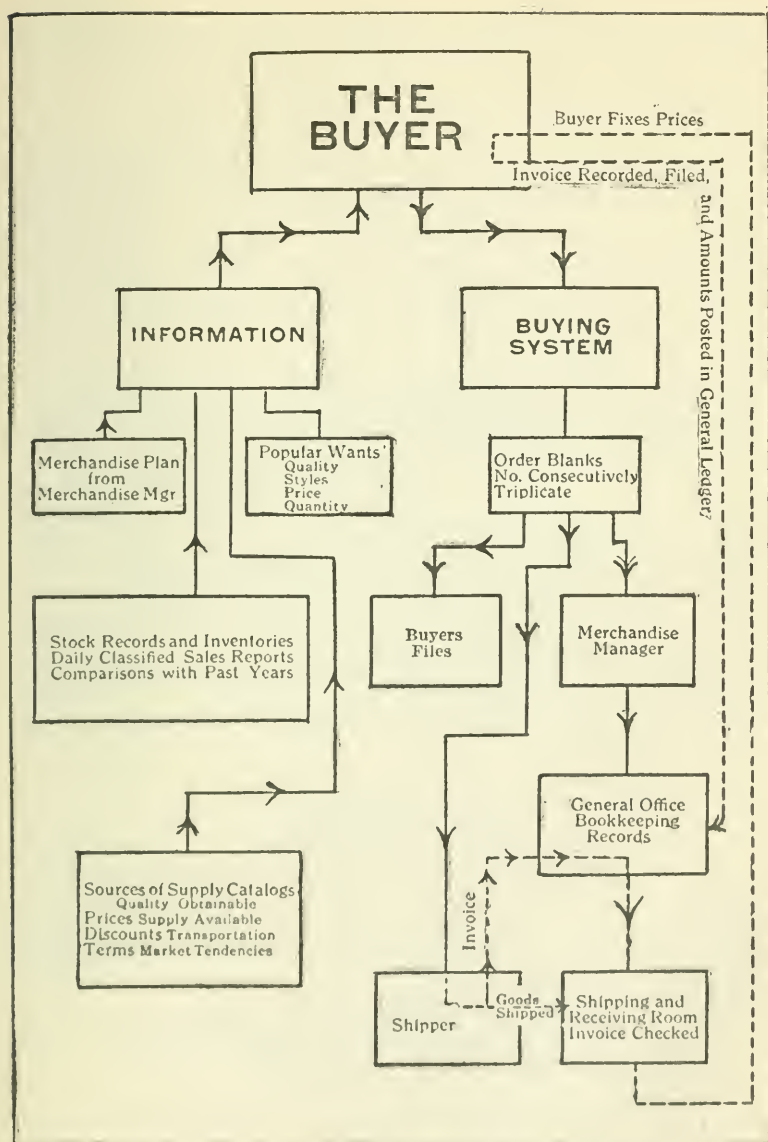 THE
BUYER
Buyer Fixes Prices
Invoice Recorded, Filed,
and Amounts Posted in General Ledger,
INFORMATION
BUYING
SYSTEM
Merchandise Plan
from
Merchandise Mgr
Popular Wants
Quality
Styles
Price
Quantity
Order Blanks
No. Consecutively
Triplicate
Stock Records and Inventories
Daily Classified Sales Reports
Comparisons with Past Years
Buyers
Files
Merchandise
Manager
General Office
Bookkeeping
Records
Sources of Supply Catalogs
Quality Obtainable
Prices Supply Available
Discounts Transportation
Terms Market Tendencies
Invoice
Shipper
Goods
Shipped
Shipping and
Receiving Room
Invoice Checked